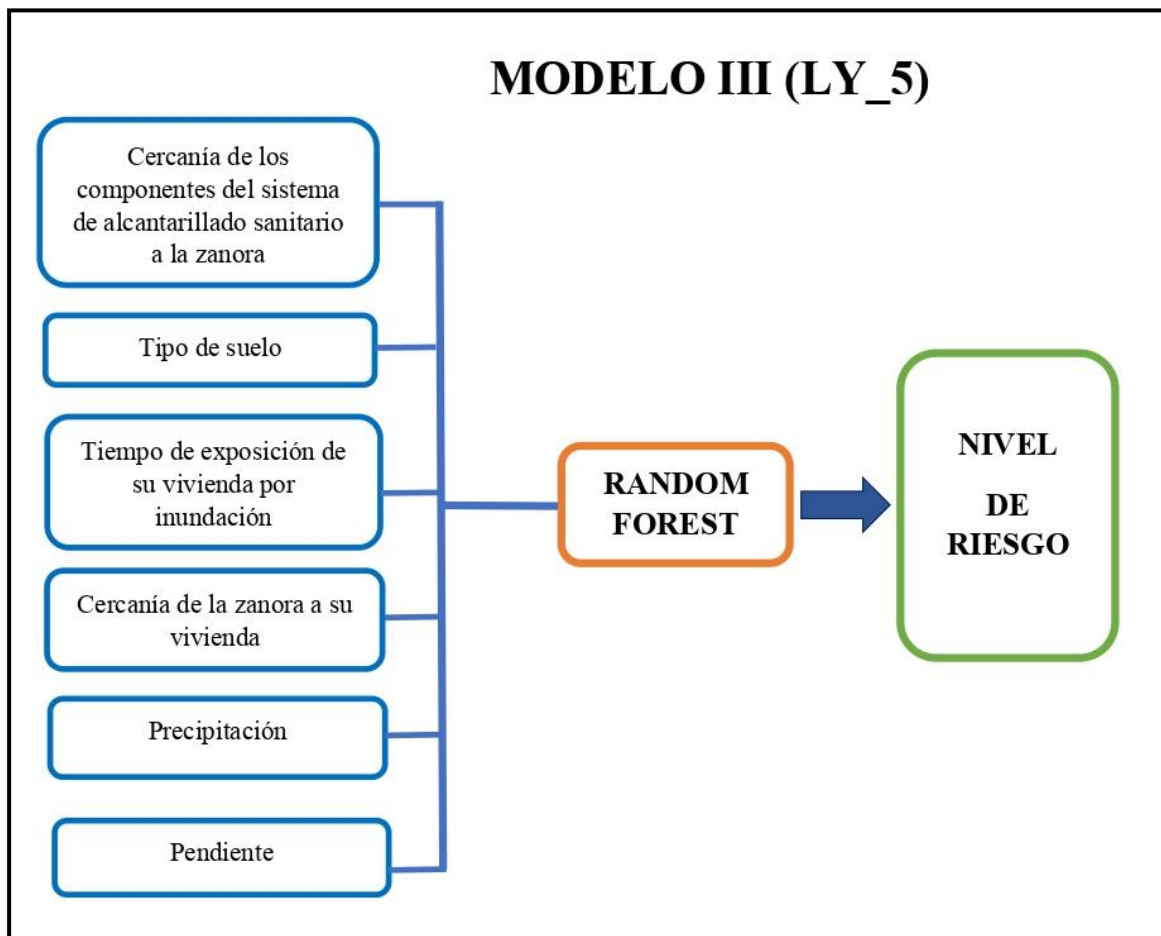 MODELO III (LY_5)
Cercanía de los
componentes del sistema
de alcantarillado sanitario
a la zanora
Tipo de suelo
Tiempo de exposición de
su vivienda por
inundación
Cercanía de la zanora a su
vivienda
Precipitación
Pendiente
RANDOM
FOREST
NIVEL
DE
RIESGO